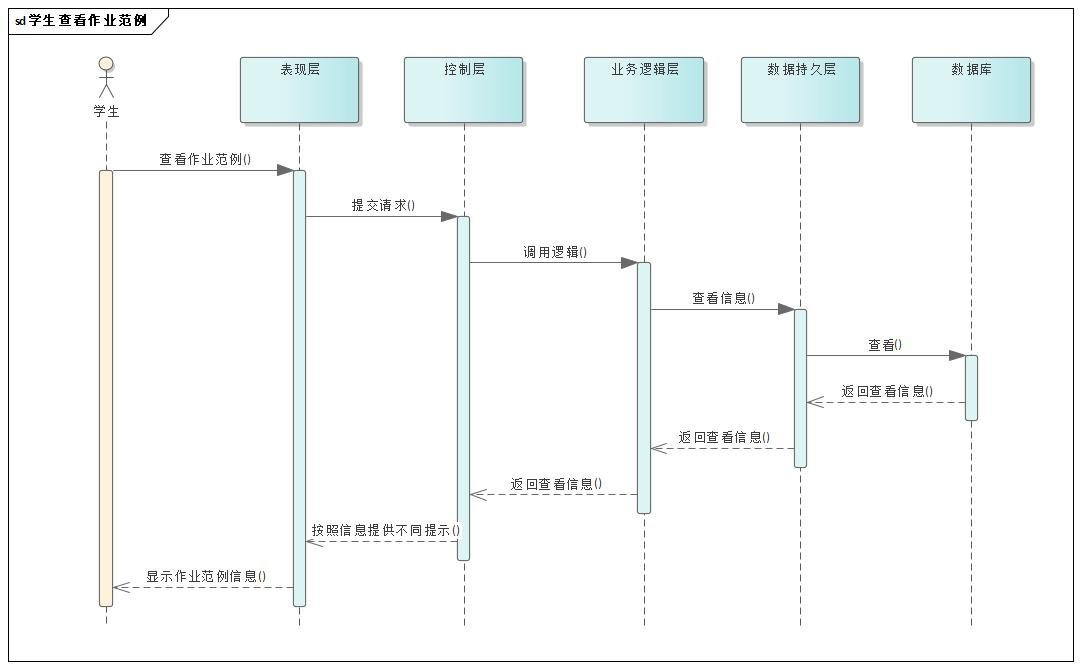 sd 学生查看作业范例
学生
表现层
控制层
业务逻辑层
数据持久层
数据库
查看作业范例()
提交请求()
调用逻辑()
查看信息()
查看()
返回查看信息()
返回查看信息()
返回查看信息()
按照信息提供不同提示()
显示作业范例信息()